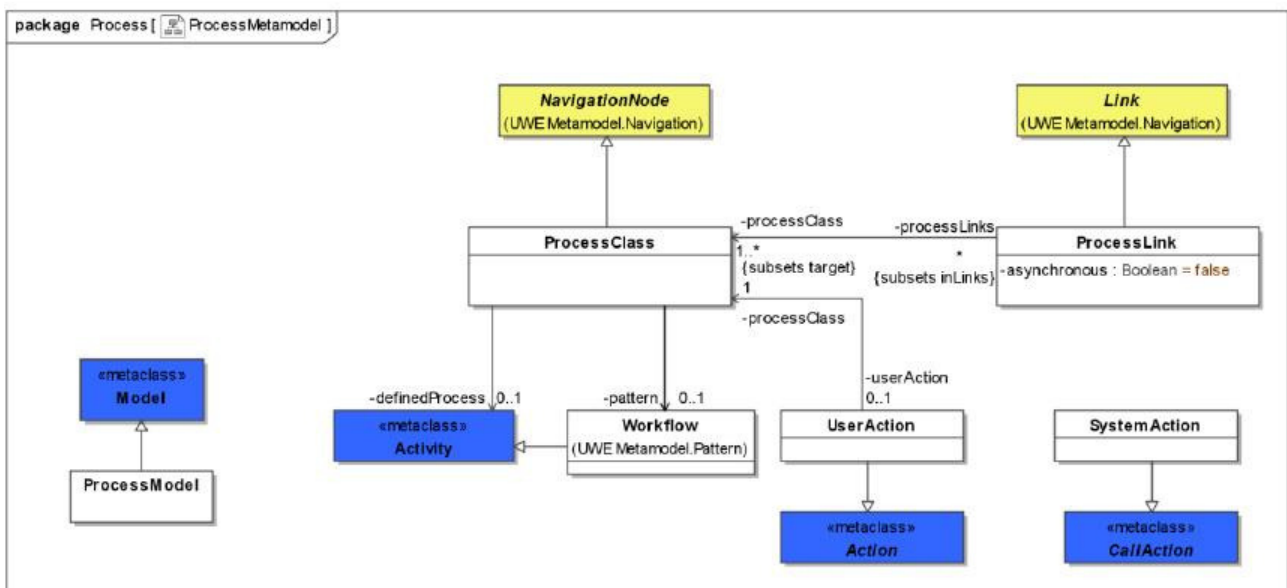 package Process [ ProcessMetamodel ]
NavigationNode
(UWE Metamodel.Navigation)
Link
(UWE Metamodel.Navigation)
ProcessClass
-processClass
1..*
{subsets target}
-processLinks
*
{subsets inLinks}
ProcessLink
-asynchronous : Boolean = false
1
-processClass
«metaclass»
Model
ProcessModel
-definedProcess 0..1
-pattern 0..1
-userAction
0..1
«metaclass»
Activity
Workflow
(UWE Metamodel.Pattern)
UserAction
SystemAction
«metaclass»
Action
«metaclass»
CallAction